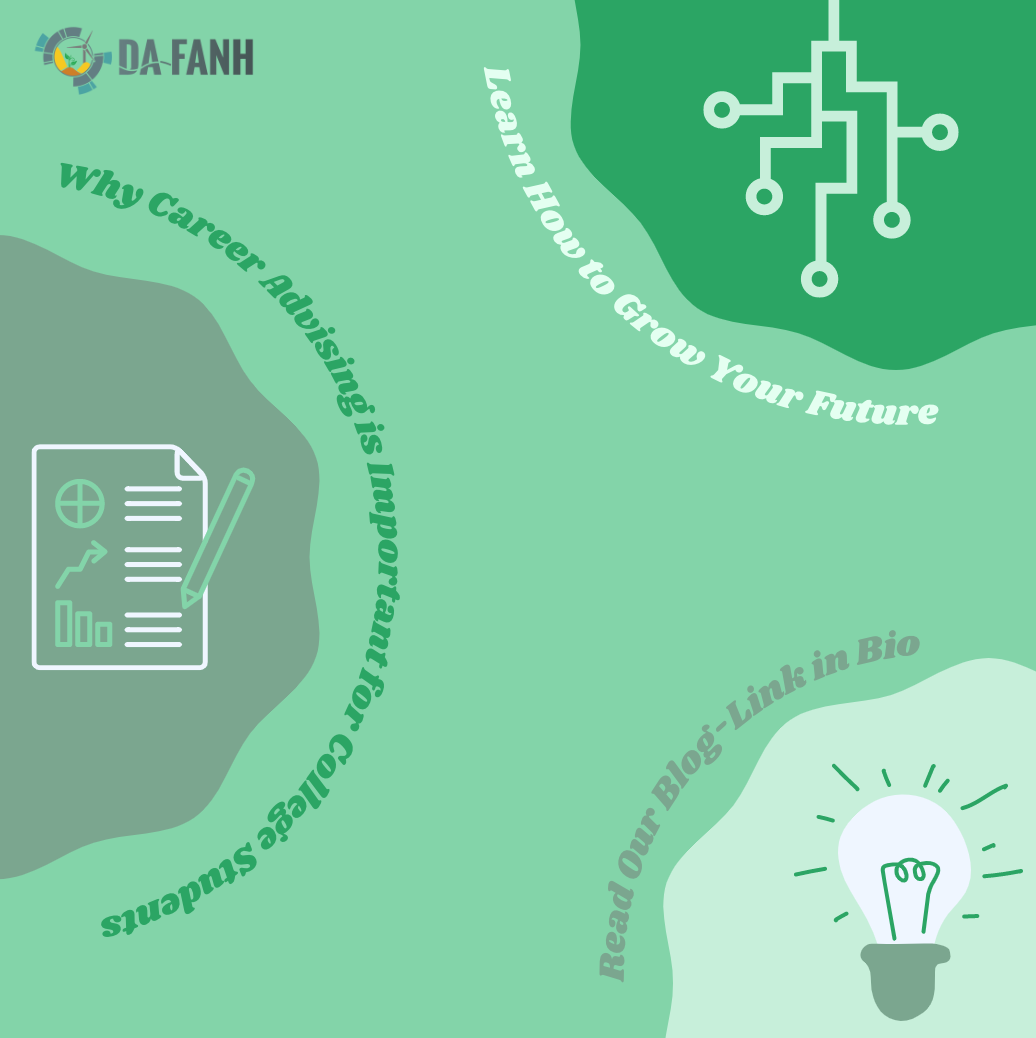 DA-FANH
Learn How to Grow Your Future
Why Career Advising is Important for College Students
Read Our Blog-Link in Bio